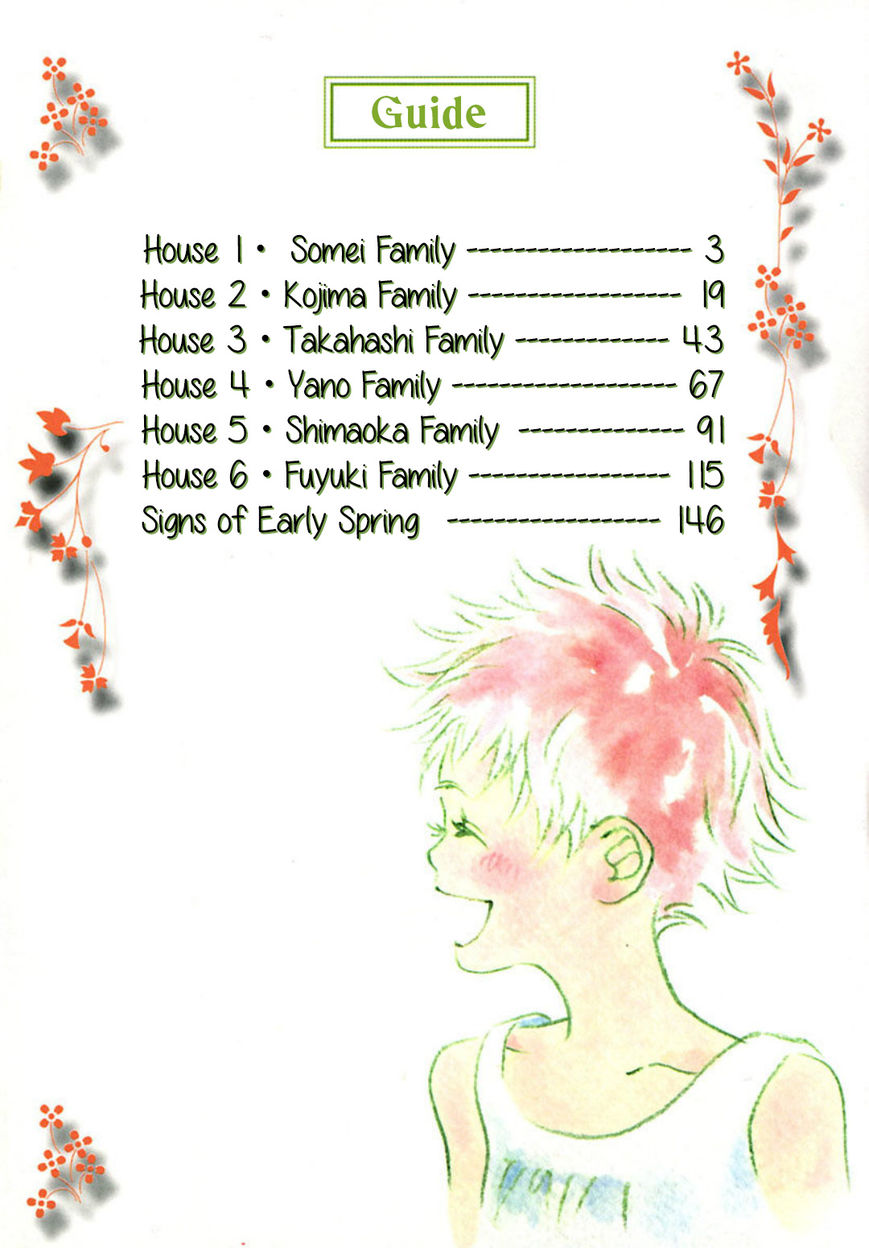 Guide
House 1 • Somei Family ------------------- 3
House 2 • Kojima Family ------------------ 19
House 3 • Takahashi Family ------------- 43
House 4 • Yano Family ------------------- 67
House 5 • Shimaoka Family -------------- 91
House 6 • Fuyuki Family ----------------- 115
Signs of Early Spring ------------------ 146